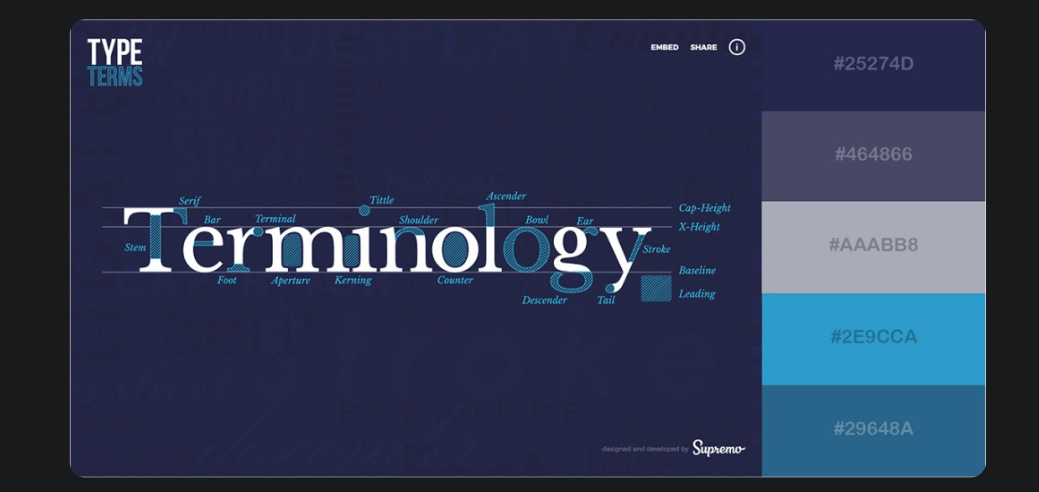 TYPE
TERMS
EMBED SHARE i
Serif
Tittle
Ascender
Cap-Height
Bar
Terminal
Shoulder
Bowl
Ear
X-Height
Stem
Terminology
Stroke
Foot
Aperture
Kerning
Counter
Baseline
Descender
Tail
Leading
designed and developed by Supremo
#25274D
#464866
#AAABB8
#2E9CCA
#29648A